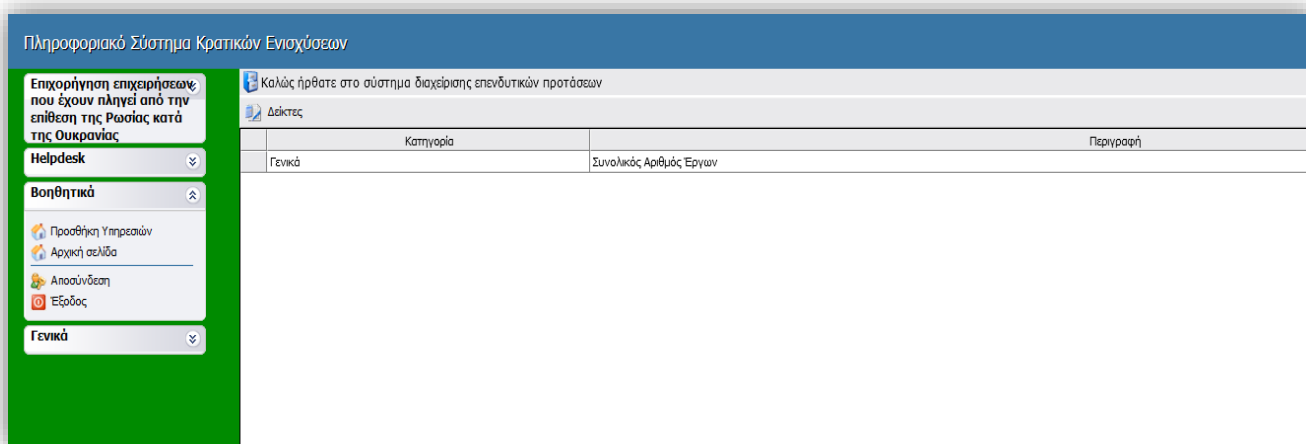 Πληροφοριακό Σύστημα Κρατικών Ενισχύσεων
Επιχορήγηση επιχειρήσεων
που έχουν πληγεί από την
επίθεση της Ρωσίας κατά
της Ουκρανίας
Helpdesk
Βοηθητικά
Προσθήκη Υπηρεσιών
Αρχική σελίδα
Αποσύνδεση
Έξοδος
Γενικά
Καλώς ήρθατε στο σύστημα διαχείρισης επενδυτικών προτάσεων
Δείκτες
Κατηγορία Περιγραφή
Γενικά Συνολικός Αριθμός Έργων